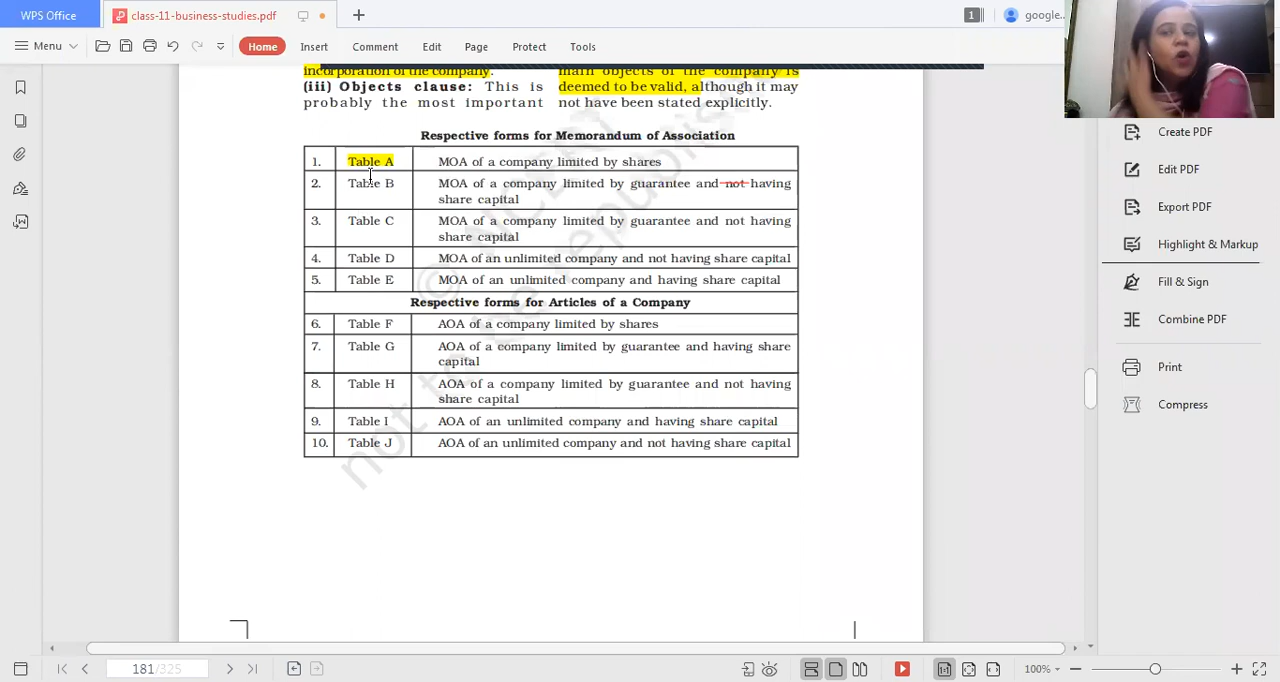 WPS Office
class-11-business-studies.pdf
1
google...
Menu
Home
Insert
Comment
Edit
Page
Protect
Tools
incorporation of the company.
(iii) Objects clause: This is
probably the most important
main objects of the company is
deemed to be valid, although it may
not have been stated explicitly.
Respective forms for Memorandum of Association
1. Table A MOA of a company limited by shares
2. Table B MOA of a company limited by guarantee and not having
share capital
3. Table C MOA of a company limited by guarantee and not having
share capital
4. Table D MOA of an unlimited company and not having share capital
5. Table E MOA of an unlimited company and having share capital
Respective forms for Articles of a Company
6. Table F AOA of a company limited by shares
7. Table G AOA of a company limited by guarantee and having share
capital
8. Table H AOA of a company limited by guarantee and not having
share capital
9. Table I AOA of an unlimited company and having share capital
10. Table J AOA of an unlimited company and not having share capital
© NCERT
not to be republis
Create PDF
Edit PDF
Export PDF
Highlight & Markup
Fill & Sign
Combine PDF
Print
Compress
181/325
1:1
100%